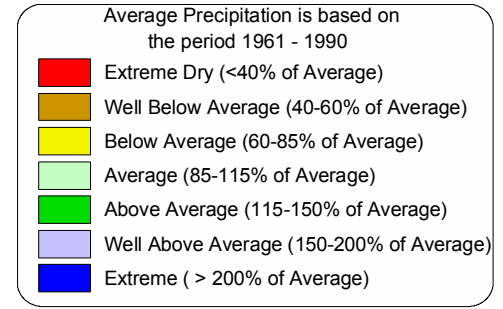 Average Precipitation is based on
the period 1961 - 1990
Extreme Dry (<40% of Average)
Well Below Average (40-60% of Average)
Below Average (60-85% of Average)
Average (85-115% of Average)
Above Average (115-150% of Average)
Well Above Average (150-200% of Average)
Extreme ( > 200% of Average)